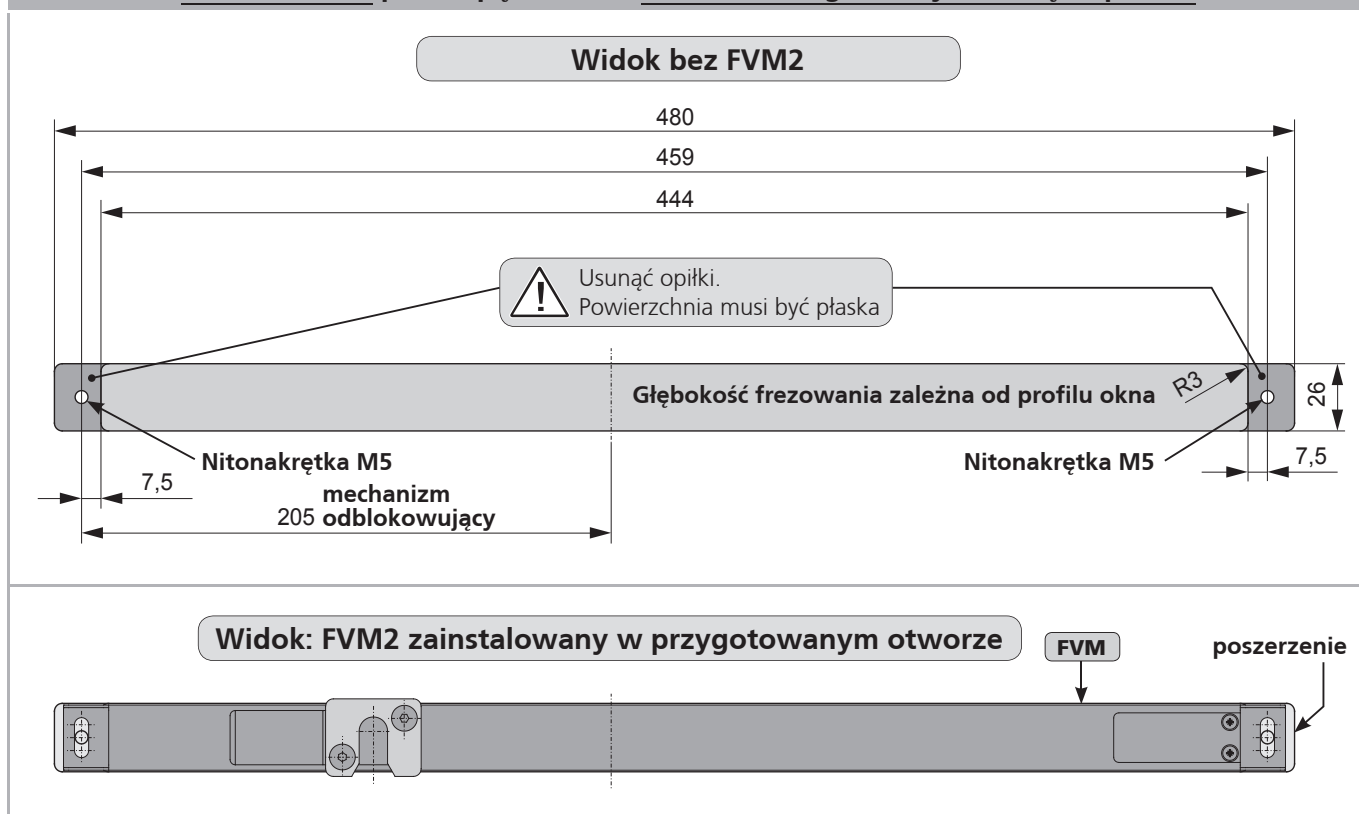 Widok bez FVM2
480
459
444
Usunąć opiłki.
Powierzchnia musi być płaska
Głębokość frezowania zależna od profilu okna
R3
26
Nitonakrętka M5
Nitonakrętka M5
7,5
7,5
mechanizm
205 odblokowujący
Widok: FVM2 zainstalowany w przygotowanym otworze
FVM
poszerzenie